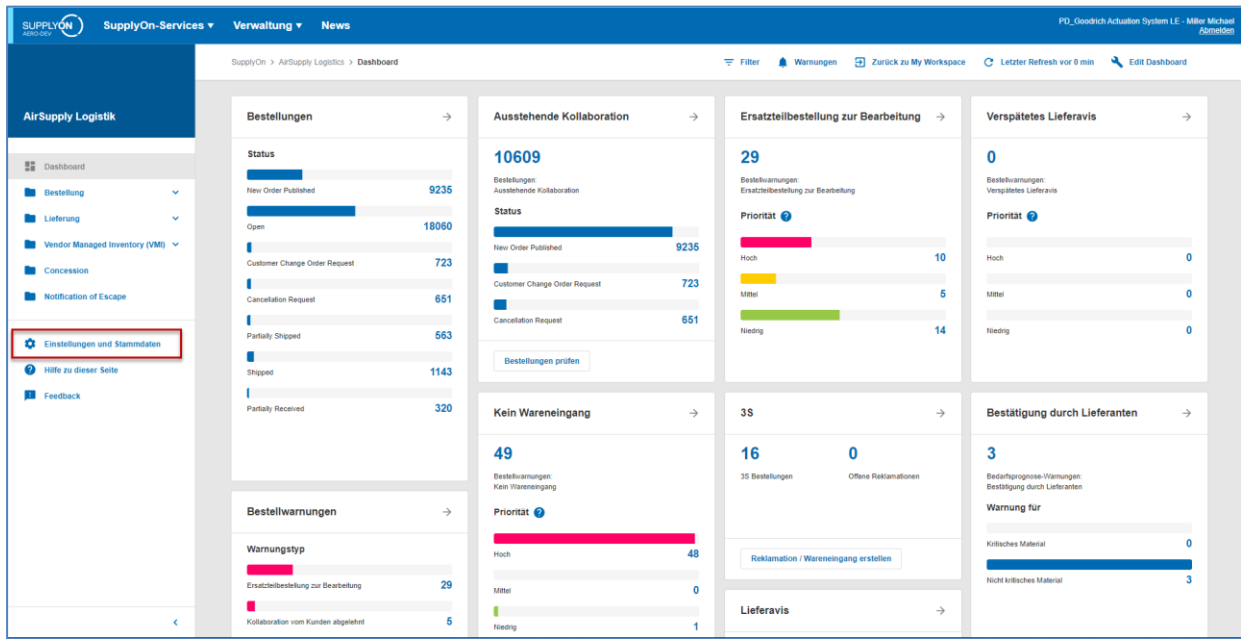 SUPPLYON
AERO-DEV
SupplyOn-Services ▾ Verwaltung ▾ News
PD_Goodrich Actuation System LE - Miller Michael
Abmelden
SupplyOn > AirSupply Logistics > Dashboard
Filter Warnungen Zurück zu My Workspace Letzter Refresh vor 0 min Edit Dashboard
AirSupply Logistik
Dashboard
Bestellung
Lieferung
Vendor Managed Inventory (VMI)
Concession
Notification of Escape
Einstellungen und Stammdaten
Hilfe zu dieser Seite
Feedback
Bestellungen →
Status
New Order Published 9235
Open 18060
Customer Change Order Request 723
Cancellation Request 651
Partially Shipped 563
Shipped 1143
Partially Received 320
Bestellwarnungen →
Warnungstyp
Ersatzteilbestellung zur Bearbeitung 29
Kollaboration vom Kunden abgelehnt 5
Ausstehende Kollaboration →
10609
Bestellungen:
Ausstehende Kollaboration
Status
New Order Published 9235
Customer Change Order Request 723
Cancellation Request 651
Bestellungen prüfen
Kein Wareneingang →
49
Bestellwarnungen:
Kein Wareneingang
Priorität ?
Hoch 48
Mittel 0
Niedrig 1
Ersatzteilbestellung zur Bearbeitung →
29
Bestellwarnungen:
Ersatzteilbestellung zur Bearbeitung
Priorität ?
Hoch 10
Mittel 5
Niedrig 14
3S →
16 0
3S Bestellungen Offene Reklamationen
Reklamation / Wareneingang erstellen
Lieferavis →
Verspätetes Lieferavis →
0
Bestellwarnungen:
Verspätetes Lieferavis
Priorität ?
Hoch 0
Mittel 0
Niedrig 0
Bestätigung durch Lieferanten →
3
Bedarfsprognose-Warnungen:
Bestätigung durch Lieferanten
Warnung für
Kritisches Material 0
Nicht kritisches Material 3